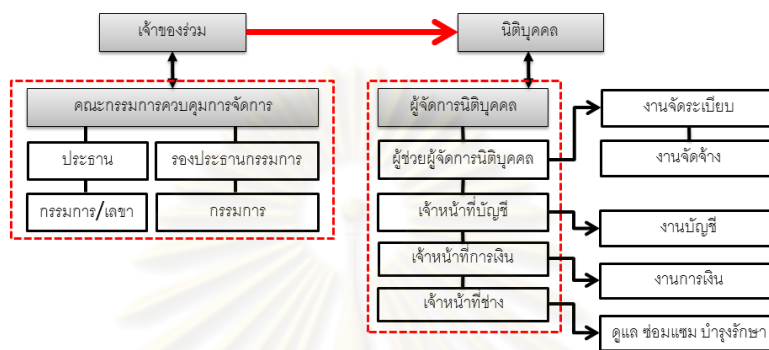 เจ้าของร่วม
นิติบุคคล
คณะกรรมการควบคุมการจัดการ
ประธาน
รองประธานกรรมการ
กรรมการ/เลขา
กรรมการ
ผู้จัดการนิติบุคคล
ผู้ช่วยผู้จัดการนิติบุคคล
เจ้าหน้าที่บัญชี
เจ้าหน้าที่การเงิน
เจ้าหน้าที่ช่าง
งานจัดระเบียบ
งานจัดจ้าง
งานบัญชี
งานการเงิน
ดูแล ซ่อมแซม บำรุงรักษา